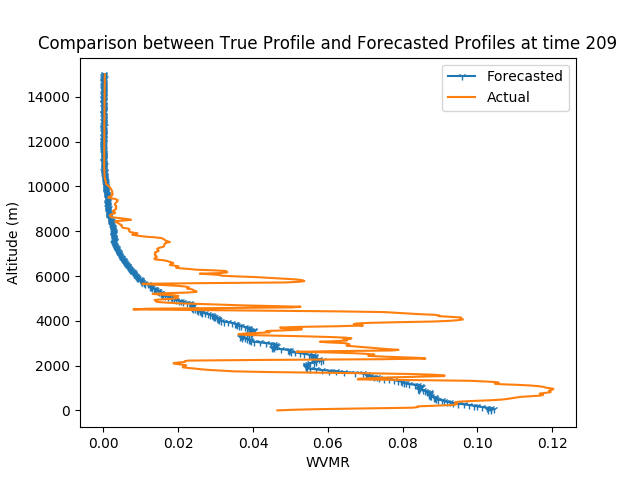 Comparison between True Profile and Forecasted Profiles at time 209
Forecasted
Actual
14000
12000
10000
8000
6000
4000
2000
0
Altitude (m)
0.00 0.02 0.04 0.06 0.08 0.10 0.12
WVMR